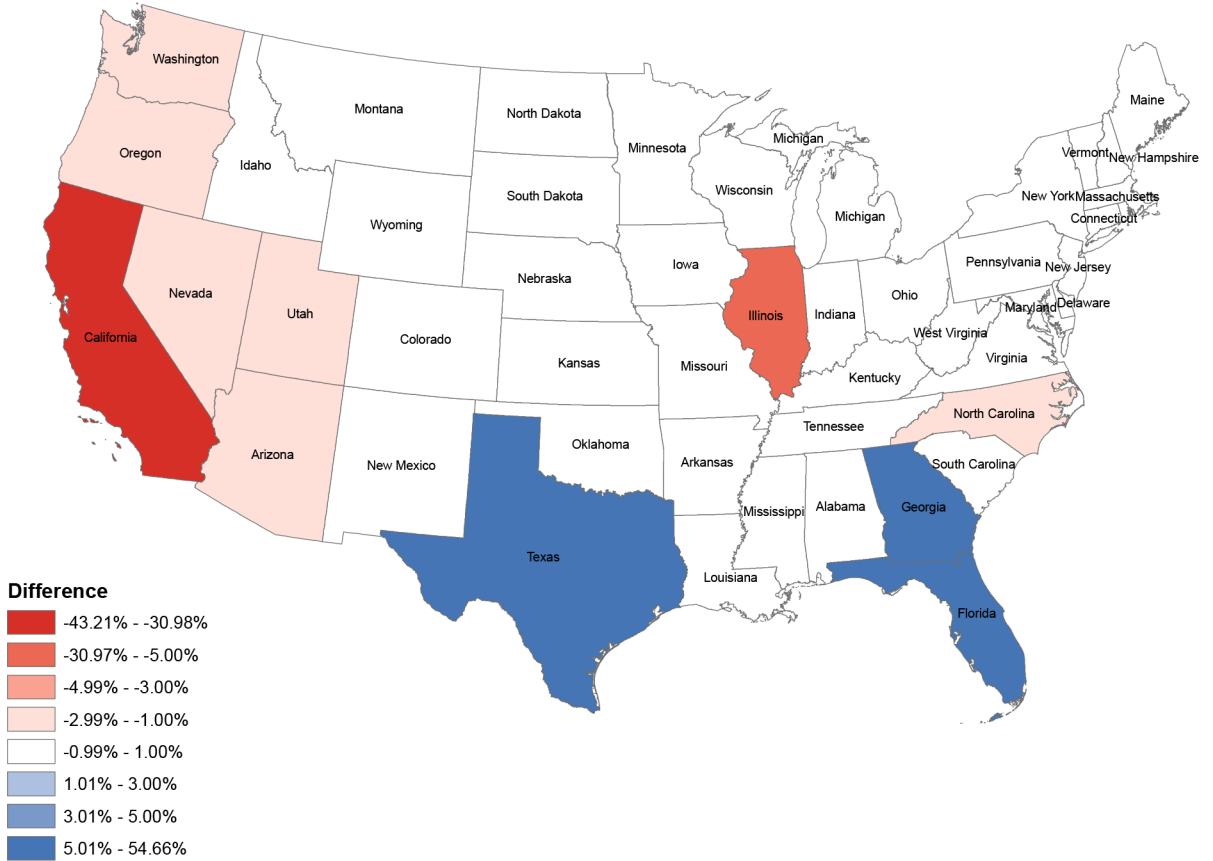 Washington
Maine
Montana
North Dakota
Michigan
Minnesota
Oregon
Vermont
New Hampshire
Idaho
Wisconsin
South Dakota
New York
Massachusetts
Wyoming
Michigan
Connecticut
Iowa
Pennsylvania
New Jersey
Nebraska
Nevada
Ohio
Delaware
Maryland
Utah
Illinois
Indiana
West Virginia
California
Colorado
Virginia
Kansas
Missouri
Kentucky
North Carolina
Tennessee
Oklahoma
Arizona
Arkansas
New Mexico
South Carolina
Georgia
Alabama
Mississippi
Texas
Louisiana
Florida
Difference
-43.21% - -30.98%
-30.97% - -5.00%
-4.99% - -3.00%
-2.99% - -1.00%
-0.99% - 1.00%
1.01% - 3.00%
3.01% - 5.00%
5.01% - 54.66%